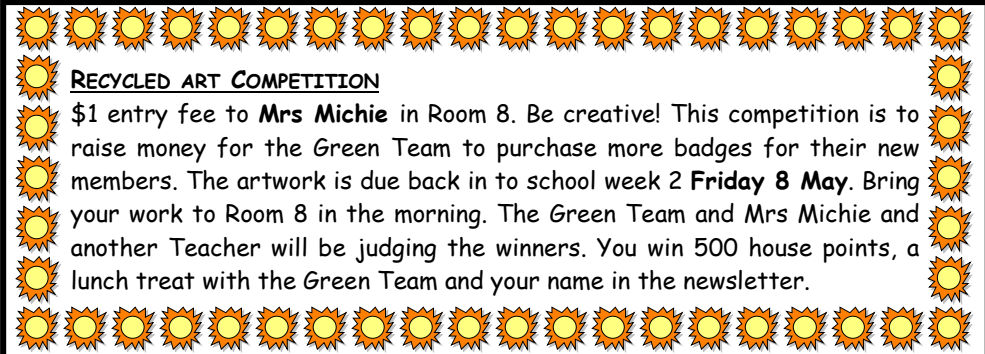 RECYCLED ART COMPETITION
$1 entry fee to Mrs Michie in Room 8. Be creative! This competition is to
raise money for the Green Team to purchase more badges for their new
members. The artwork is due back in to school week 2 Friday 8 May. Bring
your work to Room 8 in the morning. The Green Team and Mrs Michie and
another Teacher will be judging the winners. You win 500 house points, a
lunch treat with the Green Team and your name in the newsletter.